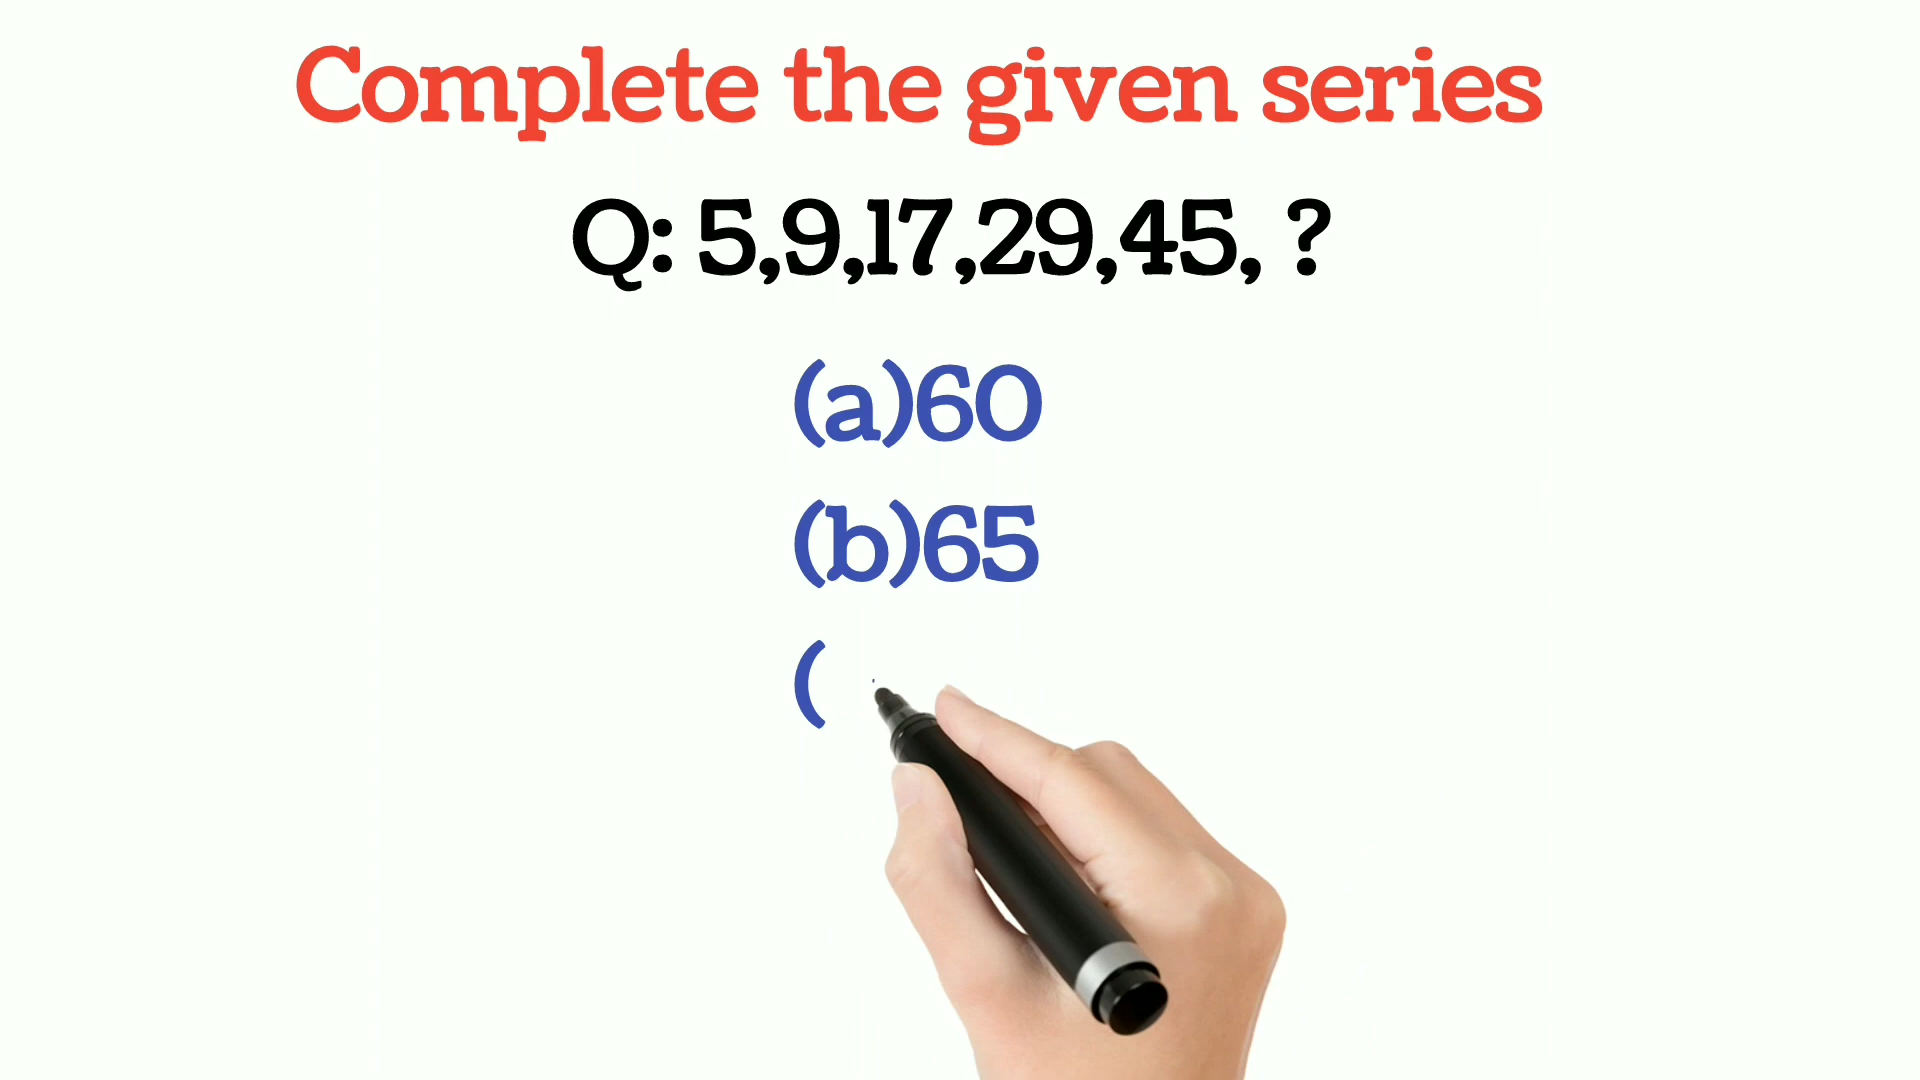 Complete the given series
Q: 5,9,17,29,45, ?
(a)60
(b)65
(